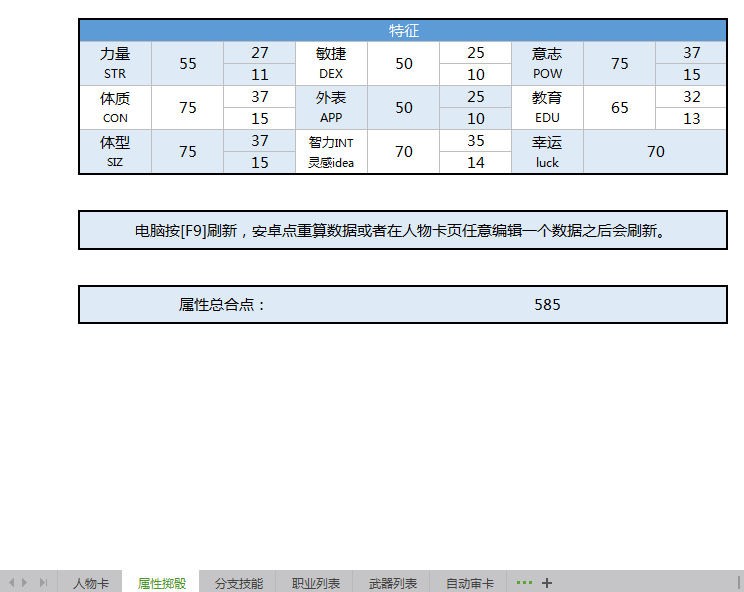 特征
力量 STR 55 27 11 敏捷 DEX 50 25 10 意志 POW 75 37 15
体质 CON 75 37 15 外表 APP 50 25 10 教育 EDU 65 32 13
体型 SIZ 75 37 15 智力INT 灵感idea 70 35 14 幸运 luck 70
电脑按[F9]刷新，安卓点重算数据或者在人物卡页任意编辑一个数据之后会刷新。
属性总合点： 585
人物卡 属性掷骰 分支技能 职业列表 武器列表 自动审卡